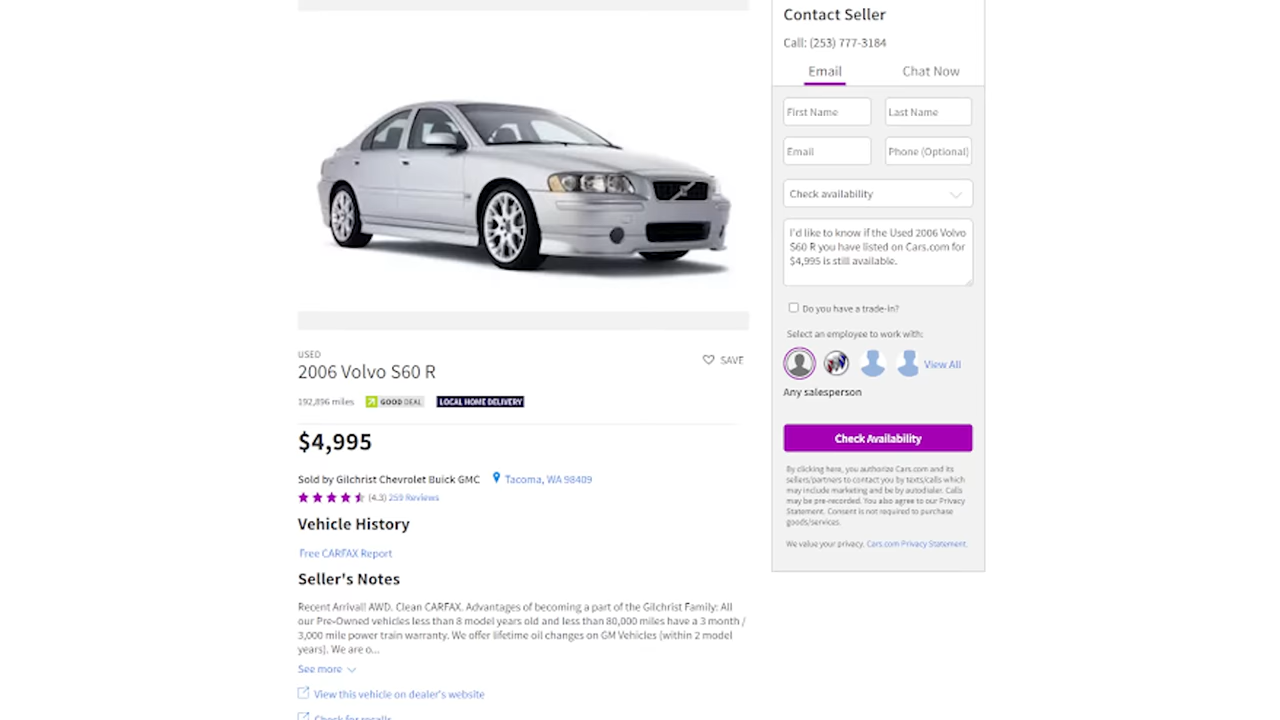 USED
2006 Volvo S60 R
SAVE
192,896 miles
GOOD DEAL
LOCAL HOME DELIVERY
$4,995
Sold by Gilchrist Chevrolet Buick GMC
Tacoma, WA 98409
(4.3) 259 Reviews
Vehicle History
Free CARFAX Report
Seller's Notes
Recent Arrival! AWD. Clean CARFAX. Advantages of becoming a part of the Gilchrist Family: All
our Pre-Owned vehicles less than 8 model years old and less than 80,000 miles have a 3 month /
3,000 mile power train warranty. We offer lifetime oil changes on GM Vehicles (within 2 model
years). We are o...
See more
View this vehicle on dealer's website
Check for recalls
Contact Seller
Call: (253) 777-3184
Email
Chat Now
First Name
Last Name
Email
Phone (Optional)
Check availability
I'd like to know if the Used 2006 Volvo
S60 R you have listed on Cars.com for
$4,995 is still available.
Do you have a trade-in?
Select an employee to work with:
View All
Any salesperson
Check Availability
By clicking here, you authorize Cars.com and its
sellers/partners to contact you by texts/calls which
may include marketing and be by autodialer. Calls
may be pre-recorded. You also agree to our Privacy
Statement. Consent is not required to purchase
goods/services.
We value your privacy. Cars.com Privacy Statement.